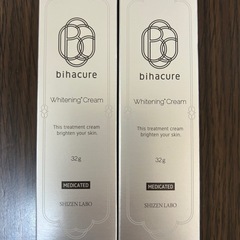 bihacure
Whitening* Cream
This treatment cream
brighten your skin.
32g
MEDICATED
SHIZEN LABO
bihacure
Whitening* Cream
This treatment cream
brighten your skin.
32g
MEDICATED
SHIZEN LABO